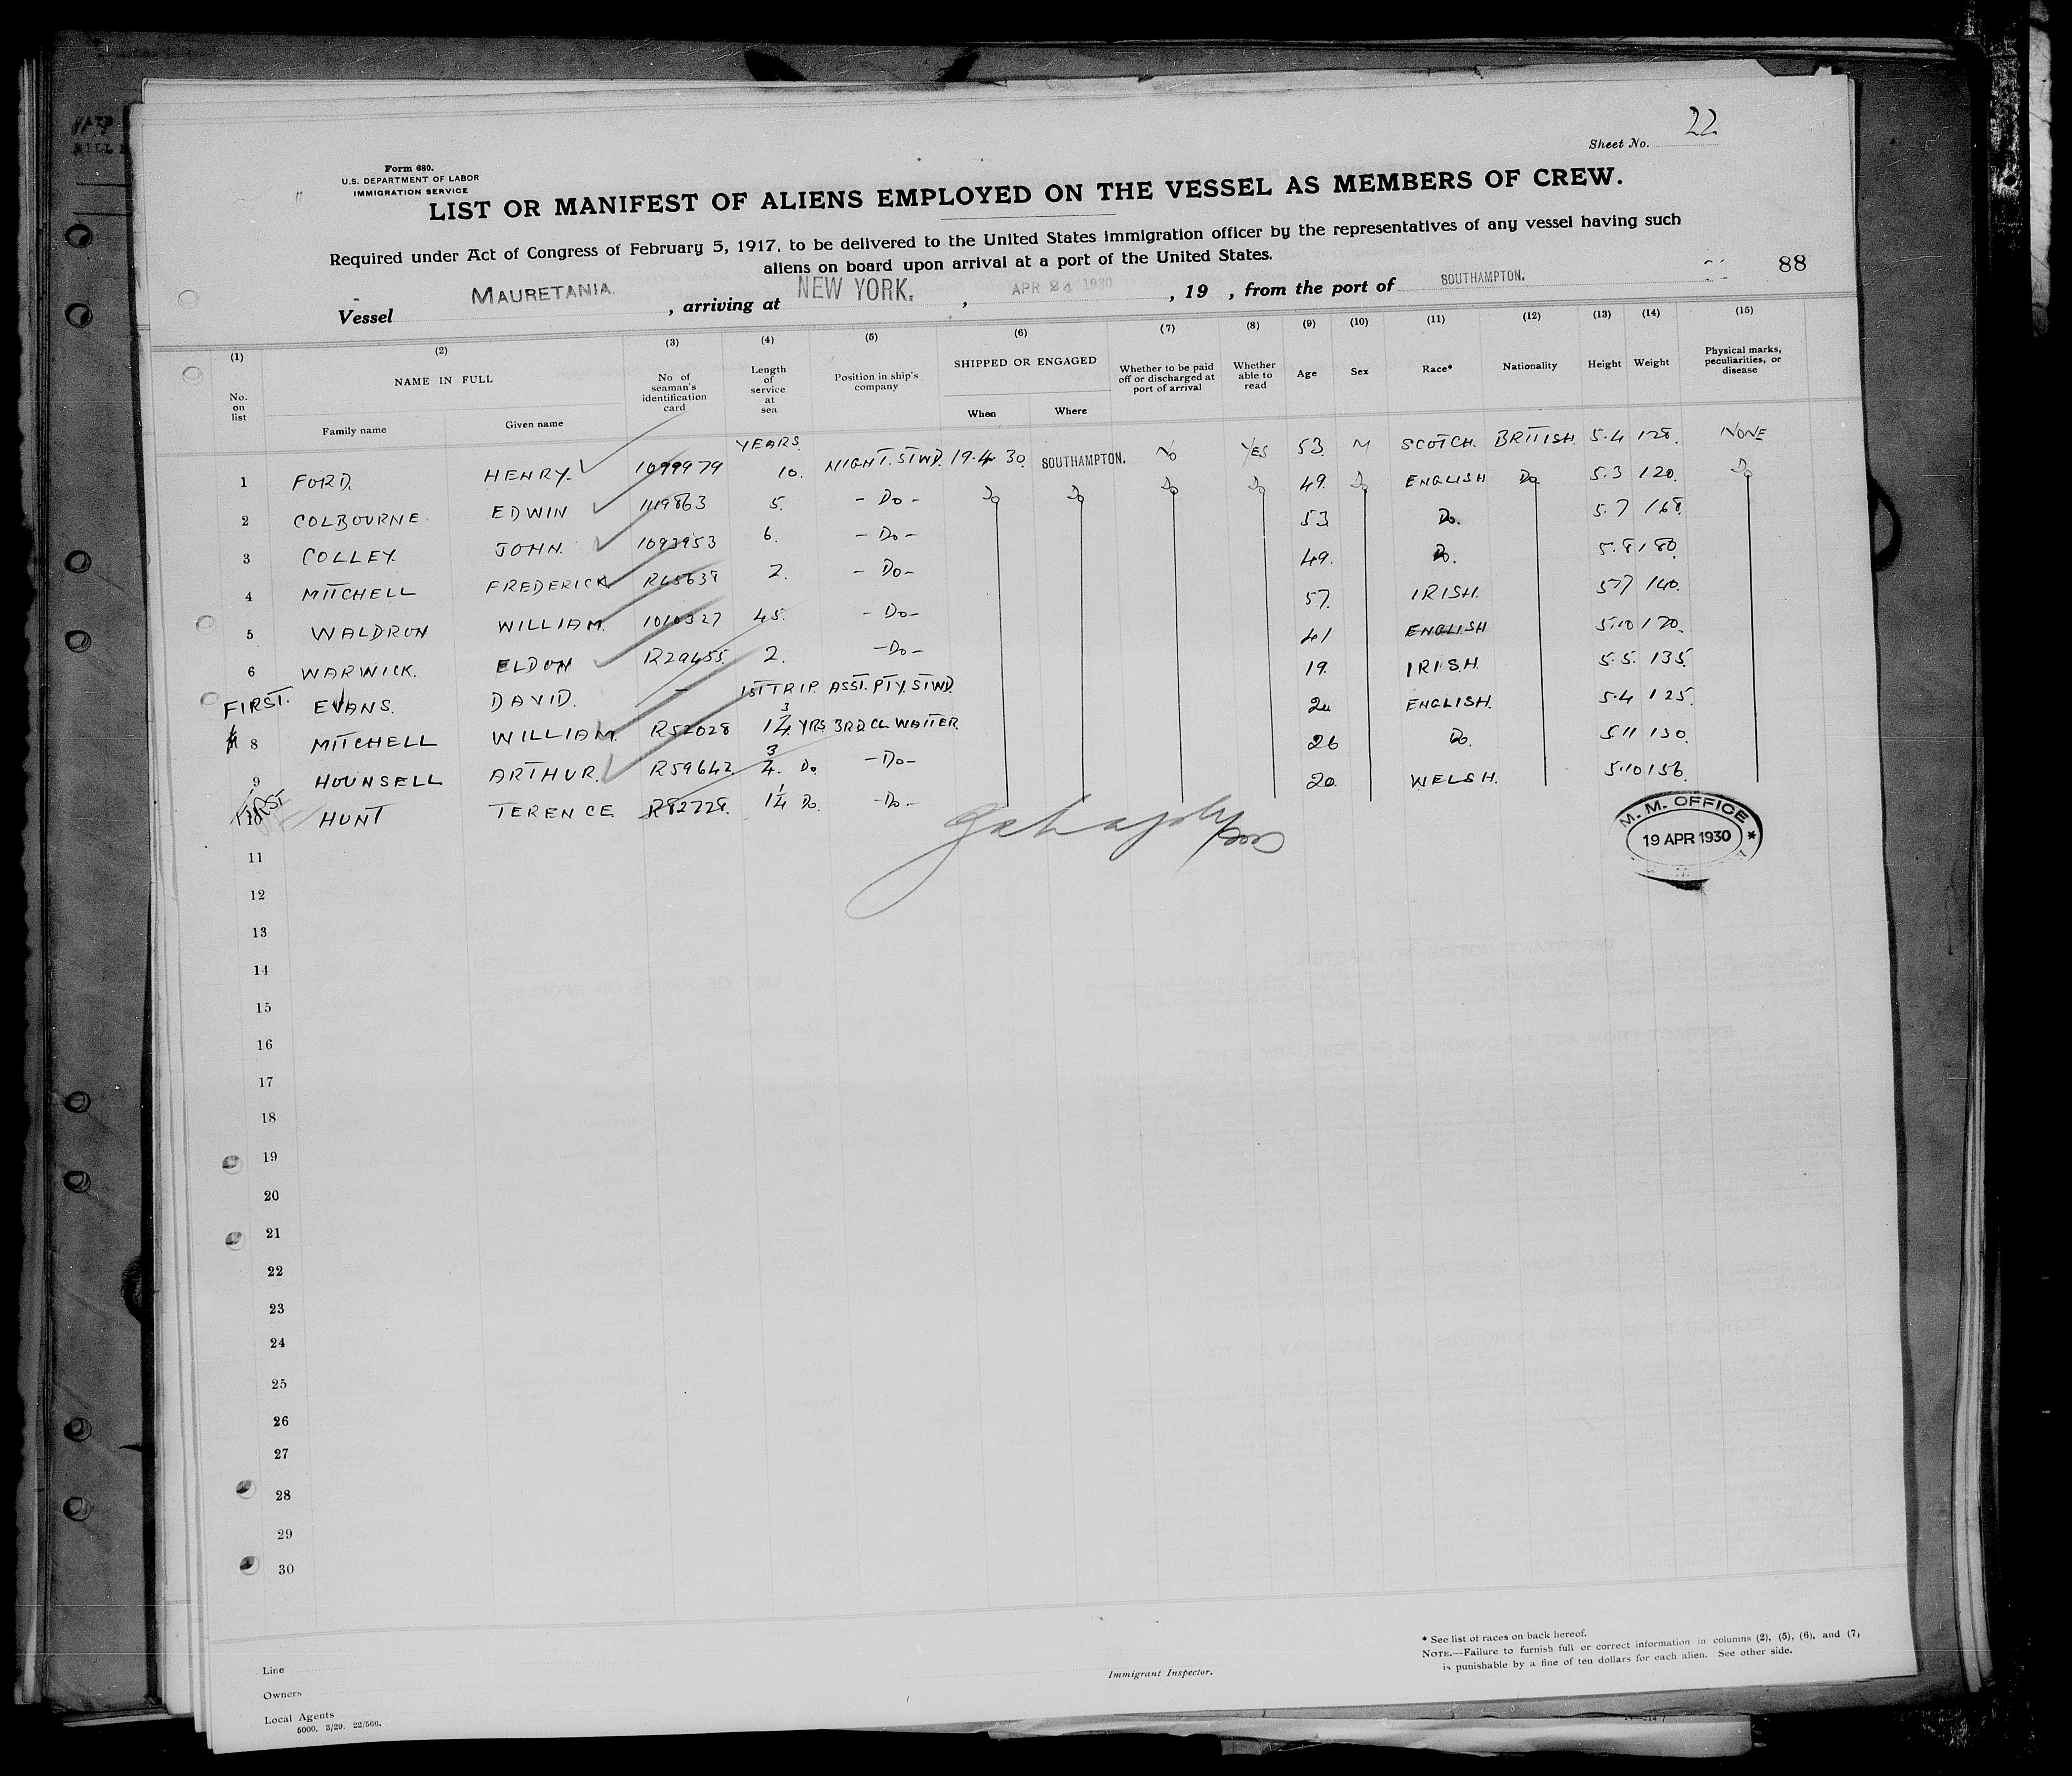 Sheet No. 22
Form 680.
U.S. DEPARTMENT OF LABOR
IMMIGRATION SERVICE
LIST OR MANIFEST OF ALIENS EMPLOYED ON THE VESSEL AS MEMBERS OF CREW.
Required under Act of Congress of February 5, 1917, to be delivered to the United States immigration officer by the representatives of any vessel having such
aliens on board upon arrival at a port of the United States.
88
Vessel MAURETANIA. , arriving at NEW YORK. , APR 24 1930 , 19 , from the port of SOUTHAMPTON.
(1) (2) (3) (4) (5) (6) (7) (8) (9) (10) (11) (12) (13) (14) (15)
No. on list NAME IN FULL Family name Given name No of seaman's identification card Length of service at sea Position in ship's company SHIPPED OR ENGAGED When Where Whether to be paid off or discharged at port of arrival Whether able to read Age Sex Race* Nationality Height Weight Physical marks, peculiarities, or disease
YEARS.
1 FORD. HENRY. 1099979 10. NIGHT. STWD. 19.4 30 SOUTHAMPTON. NO YES 53. M SCOTCH. BRITISH. 5.4 128. NONE
2 COLBOURNE. EDWIN 5. - Do - Do Do Do Do 49. Do ENGLISH Do 5.3 120. Do
3 COLLEY. JOHN. 1093953 6. - Do - 53 Do. 5.7 168.
4 MITCHELL FREDERICK 2. - Do - 49. Do. 5.8 180.
5 WALDRON WILLIAM. 1010327 45. - Do - 57. IRISH. 5.7 140.
6 WARWICK. ELDON R29455. 2. - Do - 41 ENGLISH 5.10 170.
FIRST. EVANS. DAVID. - 1ST TRIP. ASST. PTY. STWD. 19. IRISH. 5.5. 135.
8 MITCHELL WILLIAM. R52028 1 3/4 YRS 3RD CL WAITER. ENGLISH. 5.4 125.
9 HOUNSELL ARTHUR. R59642 3/4. Do. - Do - 26 Do. 5.11 130.
FIRST 10 HUNT TERENCE R82728. 1 1/4 Do. - Do - 20. WELSH. 5.10 156.
M. M. OFFICE
19 APR 1930 *
11
12
13
14
15
16
17
18
19
20
21
22
23
24
25
26
27
28
29
30
* See list of races on back hereof.
NOTE.—Failure to furnish full or correct information in columns (2), (5), (6), and (7),
is punishable by a fine of ten dollars for each alien. See other side.
Line
Immigrant Inspector.
Owners
Local Agents
5000. 3/29. 22/566.